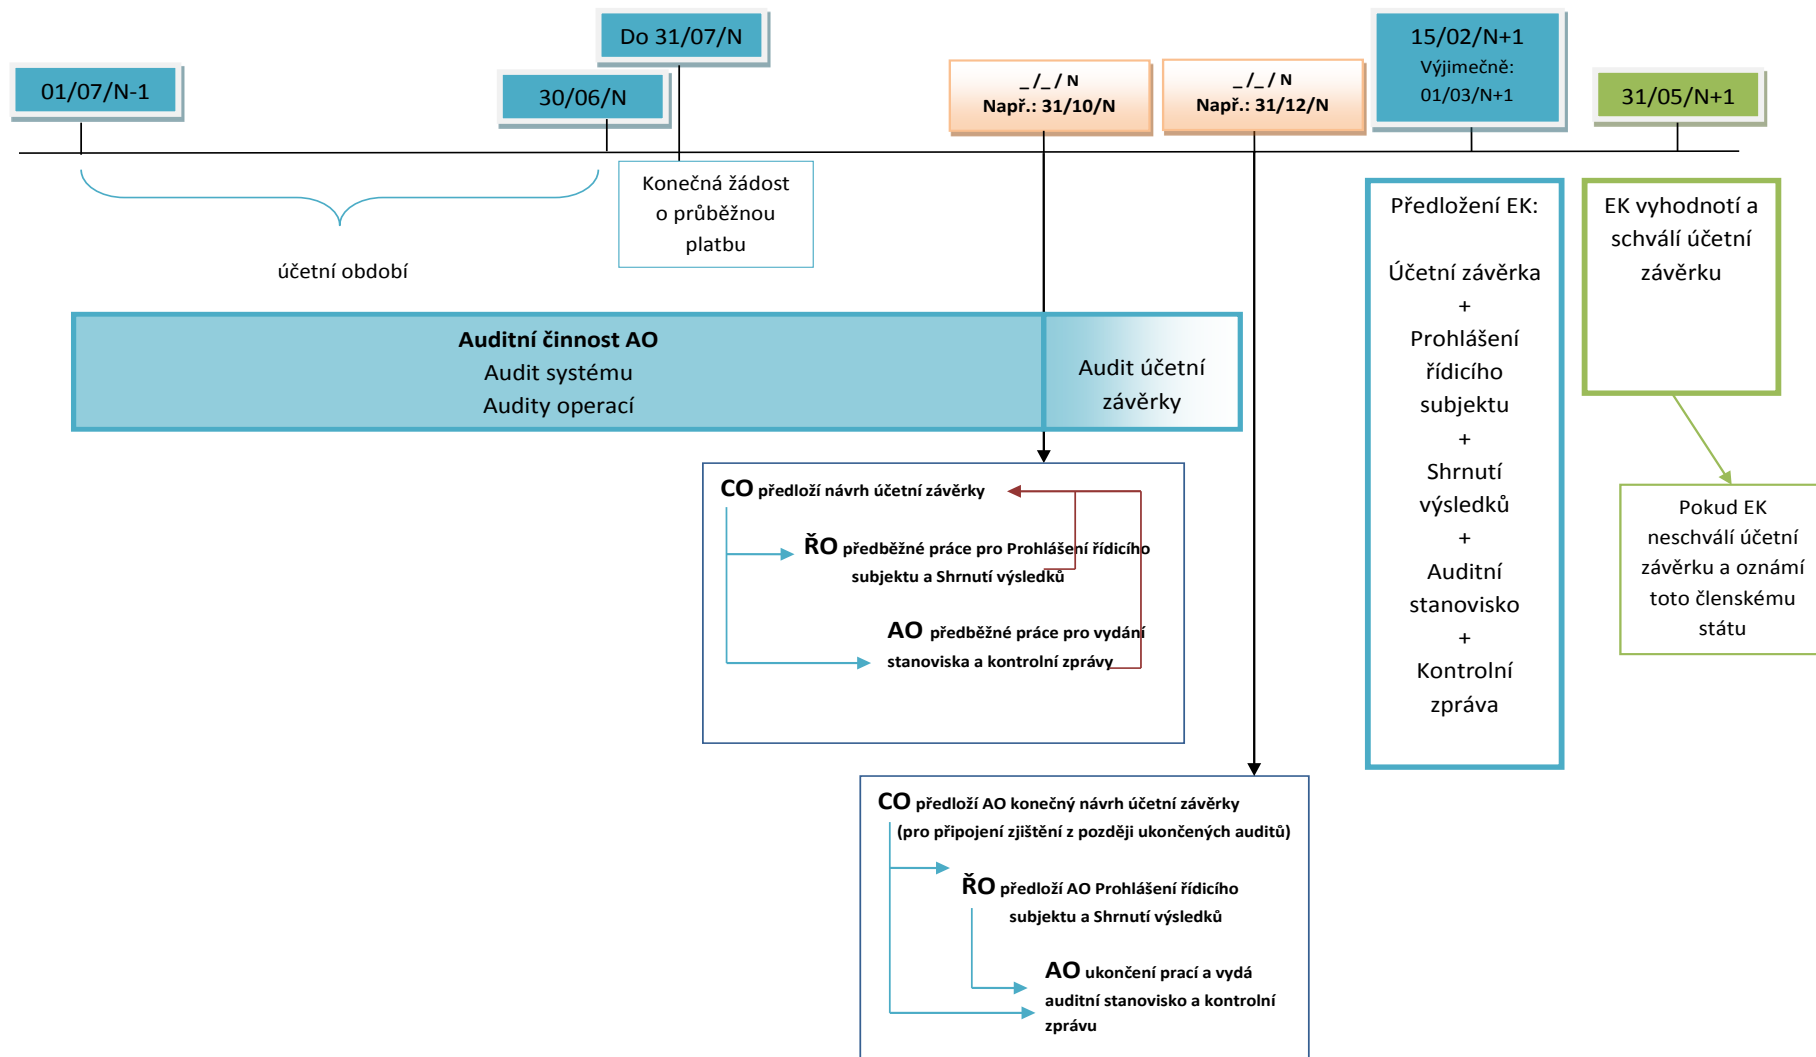 01/07/N-1
30/06/N
Do 31/07/N
_ /_ / N
Např.: 31/10/N
_ /_ / N
Např.: 31/12/N
15/02/N+1
Výjimečně:
01/03/N+1
31/05/N+1
účetní období
Konečná žádost
o průběžnou
platbu
Předložení EK:
Účetní závěrka
+
Prohlášení
řídicího
subjektu
+
Shrnutí
výsledků
+
Auditní
stanovisko
+
Kontrolní
zpráva
EK vyhodnotí a
schválí účetní
závěrku
Pokud EK
neschválí účetní
závěrku a oznámí
toto členskému
státu
Auditní činnost AO
Audit systému
Audity operací
Audit účetní
závěrky
CO předloží návrh účetní závěrky
ŘO předběžné práce pro Prohlášení řídicího
subjektu a Shrnutí výsledků
AO předběžné práce pro vydání
stanoviska a kontrolní zprávy
CO předloží AO konečný návrh účetní závěrky
(pro připojení zjištění z později ukončených auditů)
ŘO předloží AO Prohlášení řídicího
subjektu a Shrnutí výsledků
AO ukončení prací a vydá
auditní stanovisko a kontrolní
zprávu